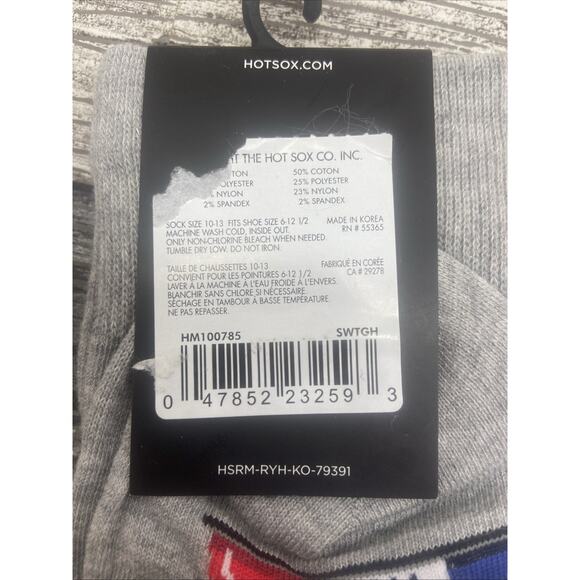 HOTSOX.COM
AT THE HOT SOX CO. INC.
50% COTON
POLYESTER 25% POLYESTER
NYLON 23% NYLON
2% SPANDEX 2% SPANDEX
SOCK SIZE 10-13 FITS SHOE SIZE 6-12 1/2 MADE IN KOREA
MACHINE WASH COLD, INSIDE OUT. RN # 55365
ONLY NON-CHLORINE BLEACH WHEN NEEDED.
TUMBLE DRY LOW. DO NOT IRON.
TAILLE DE CHAUSSETTES 10-13 FABRIQUÉ EN CORÉE
CONVIENT POUR LES POINTURES 6-12 1/2 CA # 29278
LAVER À LA MACHINE À L'EAU FROIDE À L'ENVERS.
BLANCHIR SANS CHLORE SI NÉCESSAIRE.
SÉCHAGE EN TAMBOUR À BASSE TEMPÉRATURE
NE PAS REPASSER.
HM100785 SWTGH
0 47852 23259 3
HSRM-RYH-KO-79391